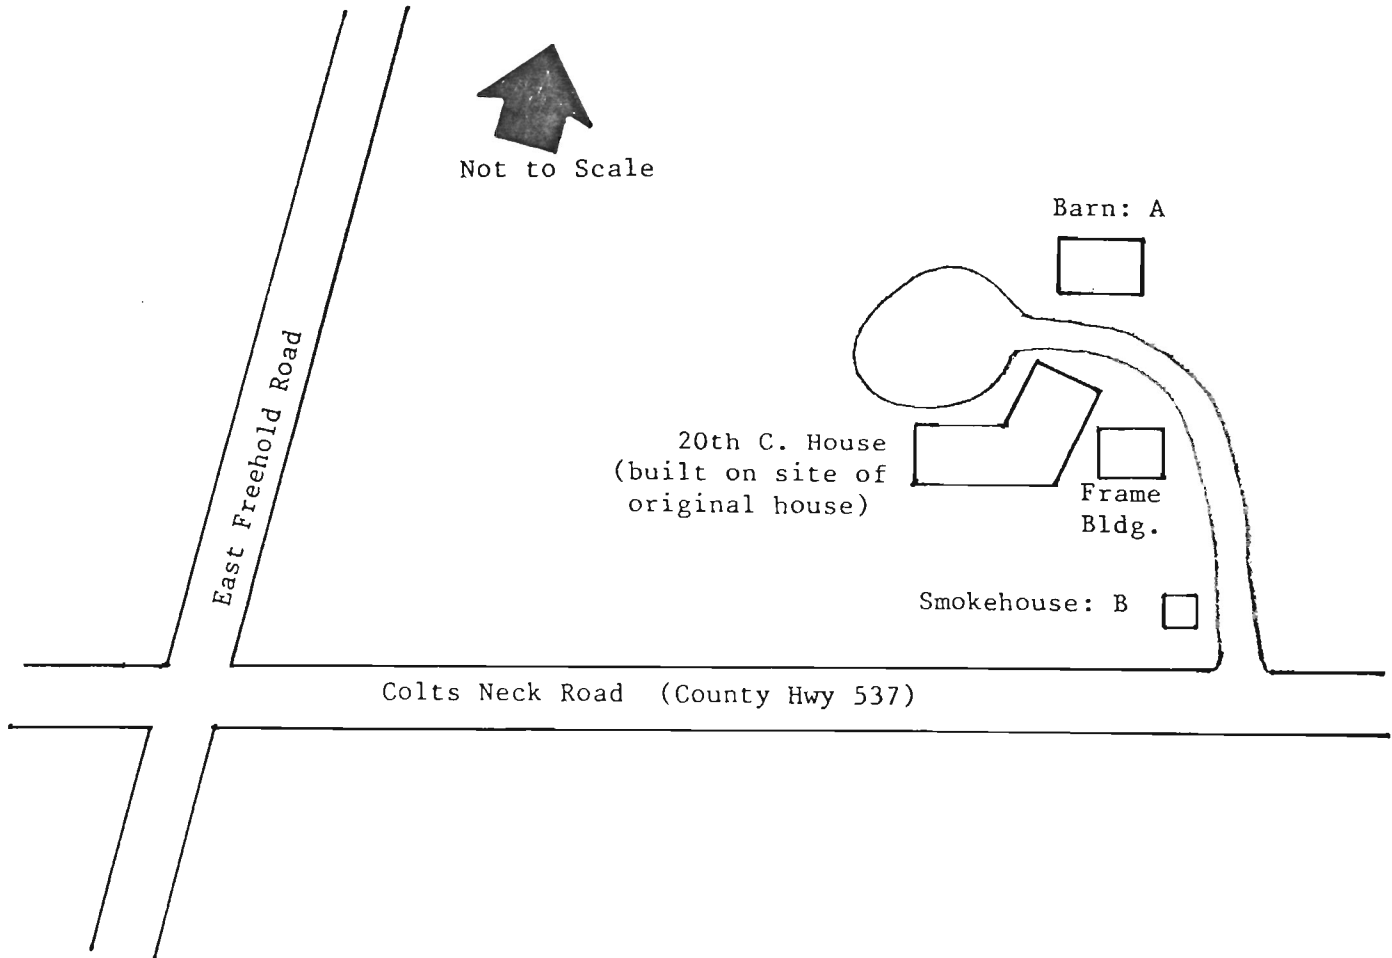 Not to Scale
Barn: A
East Freehold Road
20th C. House
(built on site of
original house)
Frame
Bldg.
Smokehouse: B
Colts Neck Road (County Hwy 537)